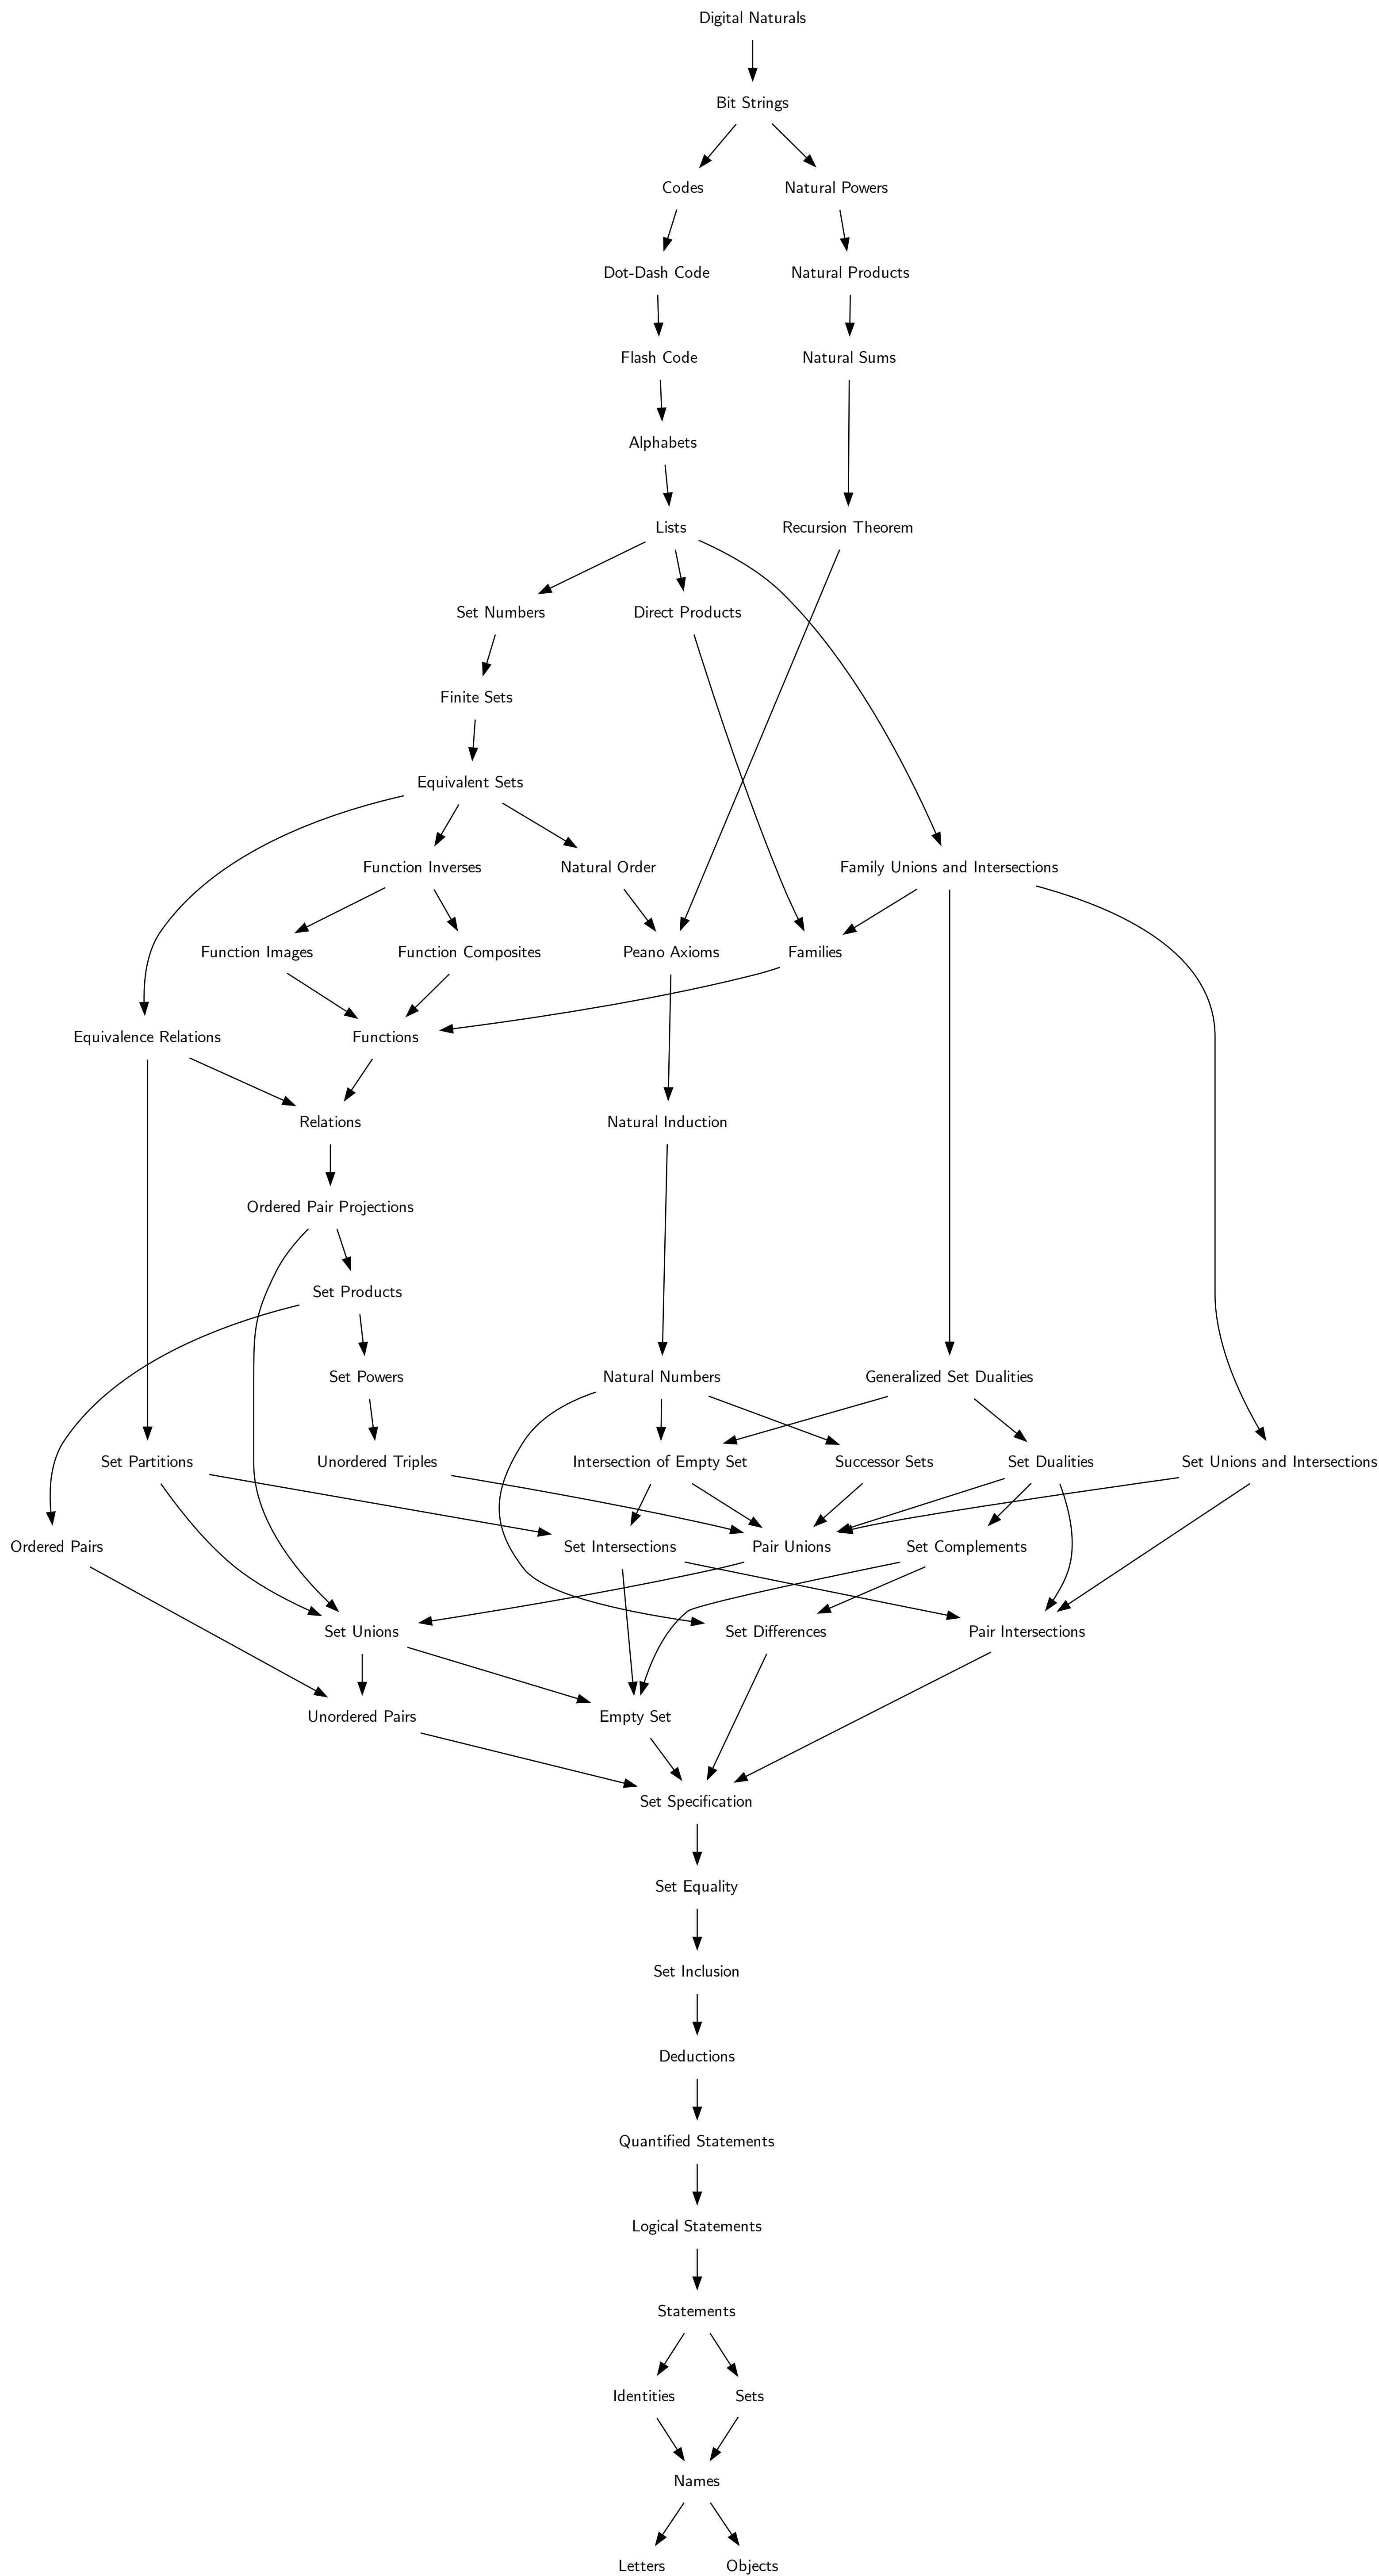 Digital Naturals
Bit Strings
Codes
Natural Powers
Dot-Dash Code
Natural Products
Flash Code
Natural Sums
Alphabets
Lists
Recursion Theorem
Set Numbers
Direct Products
Finite Sets
Equivalent Sets
Function Inverses
Natural Order
Family Unions and Intersections
Function Images
Function Composites
Peano Axioms
Families
Equivalence Relations
Functions
Relations
Natural Induction
Ordered Pair Projections
Set Products
Set Powers
Natural Numbers
Generalized Set Dualities
Set Partitions
Unordered Triples
Intersection of Empty Set
Successor Sets
Set Dualities
Set Unions and Intersections
Ordered Pairs
Set Intersections
Pair Unions
Set Complements
Set Unions
Set Differences
Pair Intersections
Unordered Pairs
Empty Set
Set Specification
Set Equality
Set Inclusion
Deductions
Quantified Statements
Logical Statements
Statements
Identities
Sets
Names
Letters
Objects